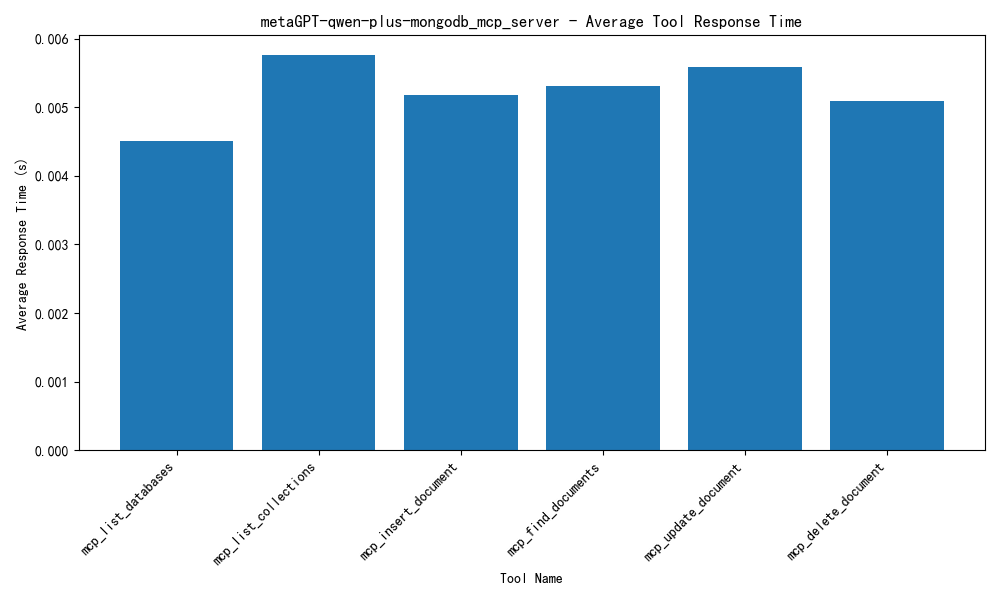 metaGPT-qwen-plus-mongodb_mcp_server - Average Tool Response Time
0.006
0.005
0.004
0.003
0.002
0.001
0.000
Average Response Time (s)
mcp_list_databases
mcp_list_collections
mcp_insert_document
mcp_find_documents
mcp_update_document
mcp_delete_document
Tool Name